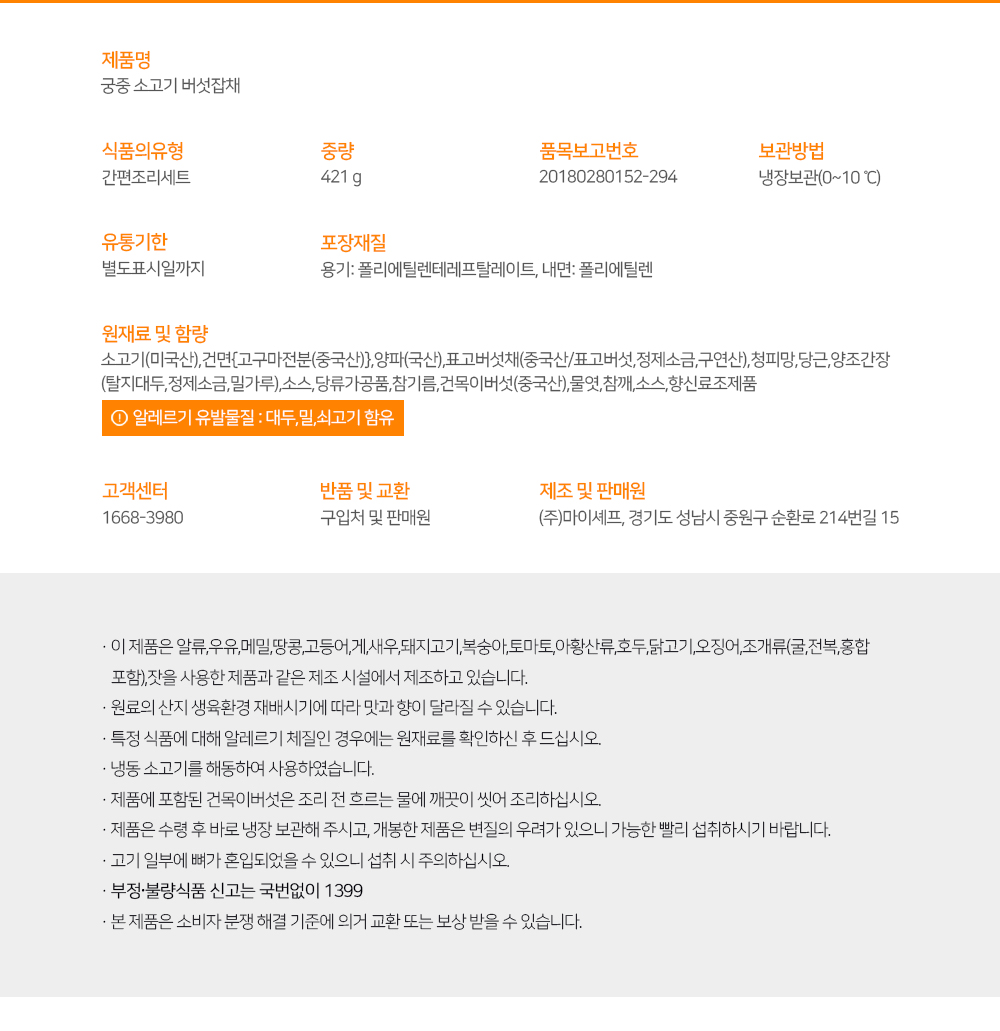 제품명
궁중 소고기 버섯잡채
식품의유형
간편조리세트
중량
421 g
품목보고번호
20180280152-294
보관방법
냉장보관(0~10 ℃)
유통기한
별도표시일까지
포장재질
용기: 폴리에틸렌테레프탈레이트, 내면: 폴리에틸렌
원재료 및 함량
소고기(미국산),건면{고구마전분(중국산)},양파(국산),표고버섯채(중국산/표고버섯,정제소금,구연산),청피망,당근,양조간장
(탈지대두,정제소금,밀가루),소스,당류가공품,참기름,건목이버섯(중국산),물엿,참깨,소스,향신료조제품
! 알레르기 유발물질 : 대두,밀,쇠고기 함유
고객센터
1668-3980
반품 및 교환
구입처 및 판매원
제조 및 판매원
(주)마이셰프, 경기도 성남시 중원구 순환로 214번길 15
· 이 제품은 알류,우유,메밀,땅콩,고등어,게,새우,돼지고기,복숭아,토마토,아황산류,호두,닭고기,오징어,조개류(굴,전복,홍합
포함),잣을 사용한 제품과 같은 제조 시설에서 제조하고 있습니다.
· 원료의 산지 생육환경 재배시기에 따라 맛과 향이 달라질 수 있습니다.
· 특정 식품에 대해 알레르기 체질인 경우에는 원재료를 확인하신 후 드십시오.
· 냉동 소고기를 해동하여 사용하였습니다.
· 제품에 포함된 건목이버섯은 조리 전 흐르는 물에 깨끗이 씻어 조리하십시오.
· 제품은 수령 후 바로 냉장 보관해 주시고, 개봉한 제품은 변질의 우려가 있으니 가능한 빨리 섭취하시기 바랍니다.
· 고기 일부에 뼈가 혼입되었을 수 있으니 섭취 시 주의하십시오.
· 부정·불량식품 신고는 국번없이 1399
· 본 제품은 소비자 분쟁 해결 기준에 의거 교환 또는 보상 받을 수 있습니다.